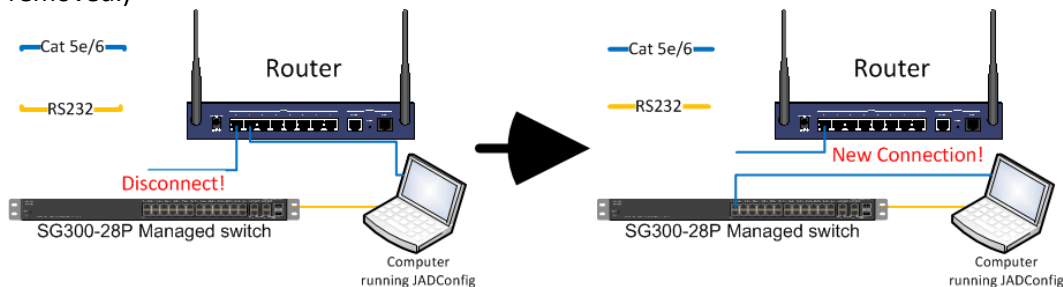 removed.)
Cat 5e/6
Router
RS232
Disconnect!
SG300-28P Managed switch
Computer
running JADConfig
Cat 5e/6
Router
RS232
New Connection!
SG300-28P Managed switch
Computer
running JADConfig